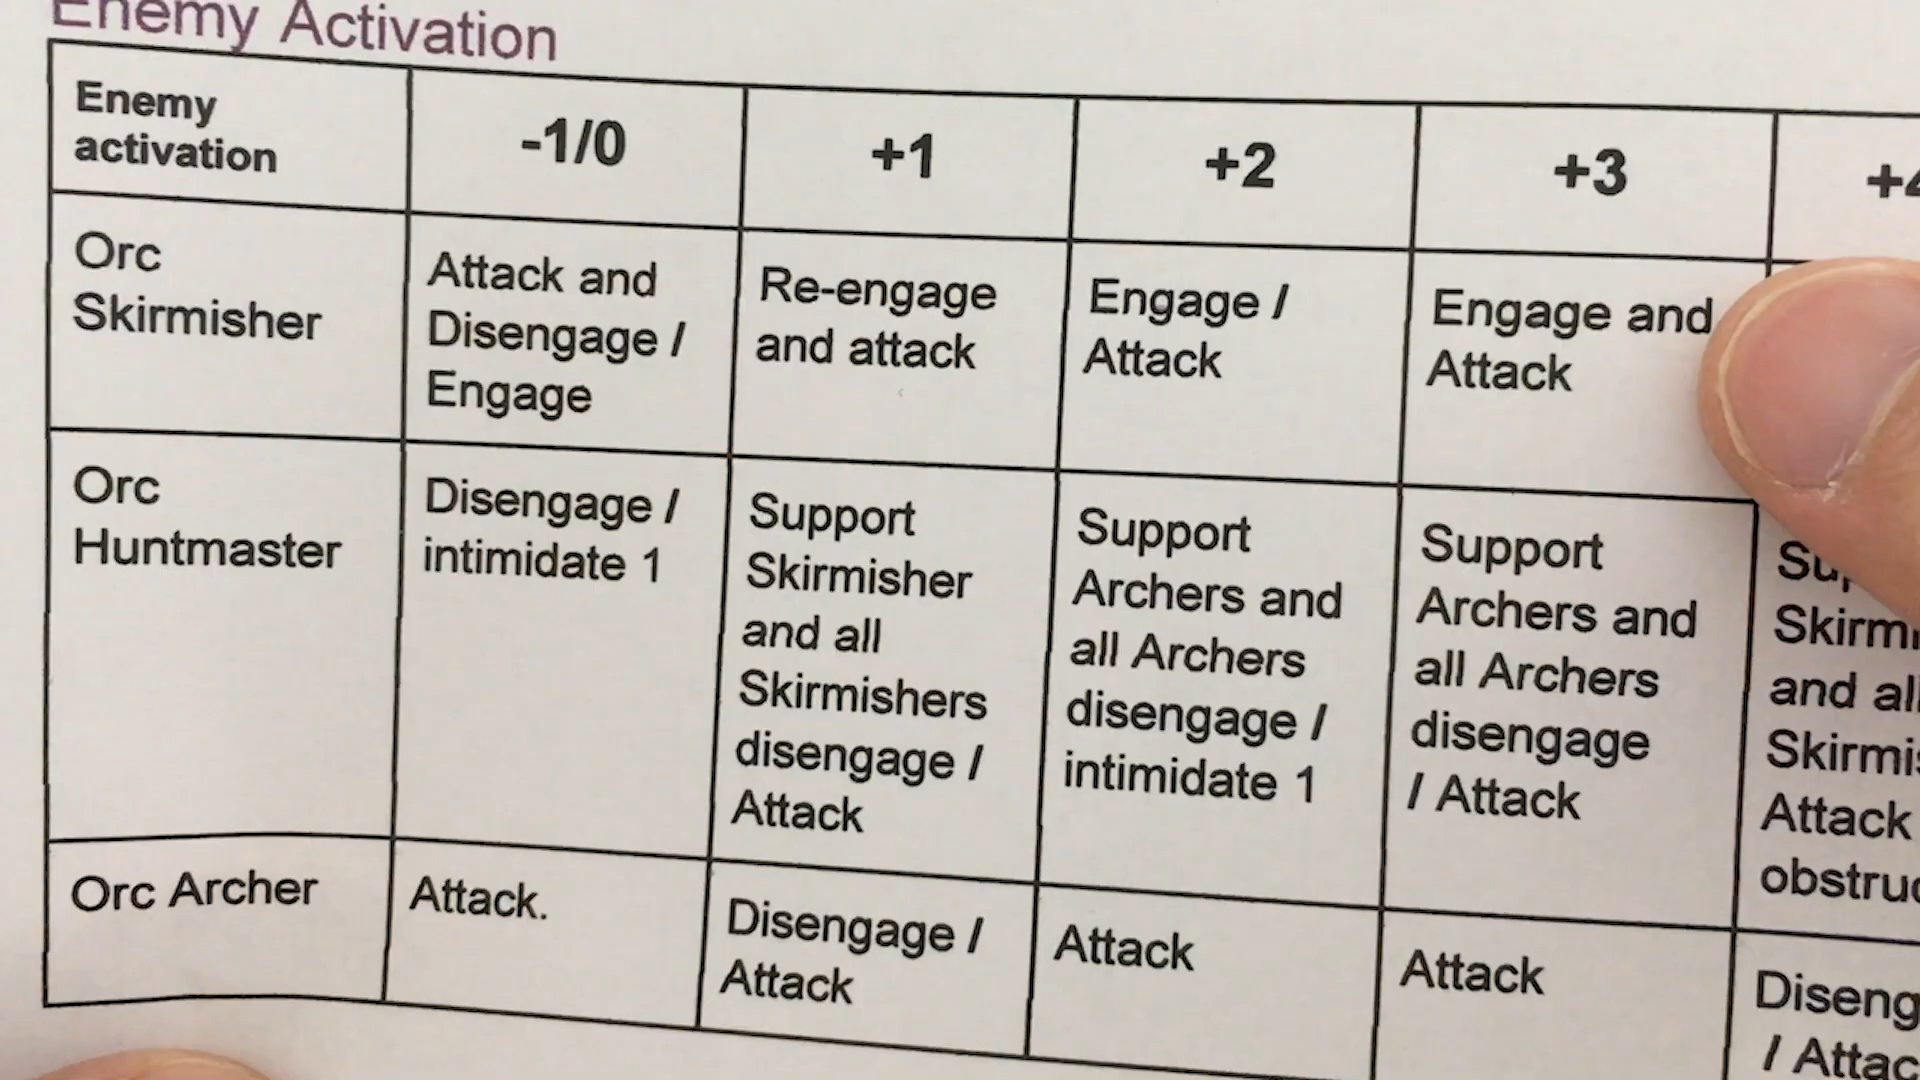 Enemy Activation
Enemy
activation
-1/0
+1
+2
+3
Orc
Skirmisher
Attack and
Disengage /
Engage
Re-engage
and attack
Engage /
Attack
Engage and
Attack
Orc
Huntmaster
Disengage /
intimidate 1
Support
Skirmisher
and all
Skirmishers
disengage /
Attack
Support
Archers and
all Archers
disengage /
intimidate 1
Support
Archers and
all Archers
disengage
/ Attack
and
Attack
Orc Archer
Attack.
Disengage /
Attack
Attack
Attack
/